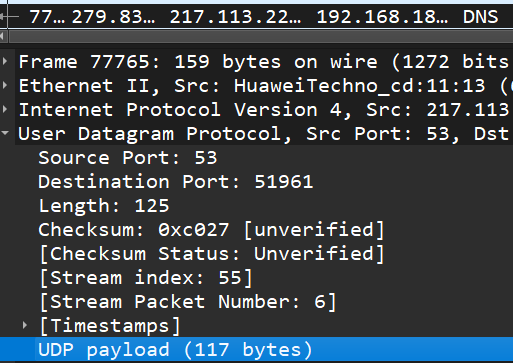 77… 279.83… 217.113.22… 192.168.18… DNS
Frame 77765: 159 bytes on wire (1272 bits
Ethernet II, Src: HuaweiTechno_cd:11:13 (
Internet Protocol Version 4, Src: 217.113
User Datagram Protocol, Src Port: 53, Dst
Source Port: 53
Destination Port: 51961
Length: 125
Checksum: 0xc027 [unverified]
[Checksum Status: Unverified]
[Stream index: 55]
[Stream Packet Number: 6]
[Timestamps]
UDP payload (117 bytes)